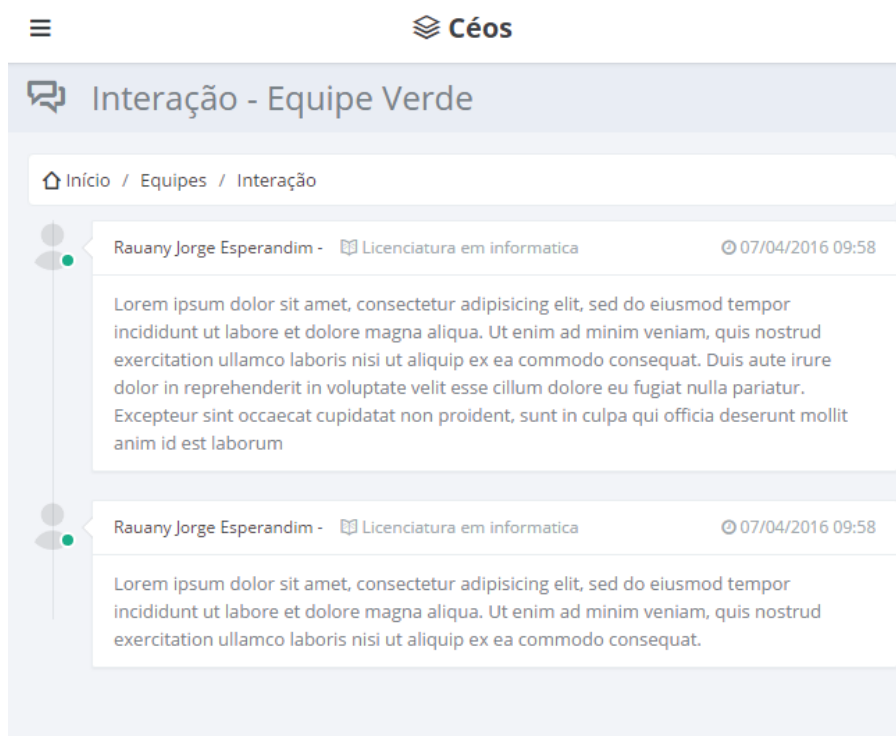 Céos
Interação - Equipe Verde
Início / Equipes / Interação
Rauany Jorge Esperandim - Licenciatura em informatica 07/04/2016 09:58
Lorem ipsum dolor sit amet, consectetur adipisicing elit, sed do eiusmod tempor
incididunt ut labore et dolore magna aliqua. Ut enim ad minim veniam, quis nostrud
exercitation ullamco laboris nisi ut aliquip ex ea commodo consequat. Duis aute irure
dolor in reprehenderit in voluptate velit esse cillum dolore eu fugiat nulla pariatur.
Excepteur sint occaecat cupidatat non proident, sunt in culpa qui officia deserunt mollit
anim id est laborum
Rauany Jorge Esperandim - Licenciatura em informatica 07/04/2016 09:58
Lorem ipsum dolor sit amet, consectetur adipisicing elit, sed do eiusmod tempor
incididunt ut labore et dolore magna aliqua. Ut enim ad minim veniam, quis nostrud
exercitation ullamco laboris nisi ut aliquip ex ea commodo consequat.